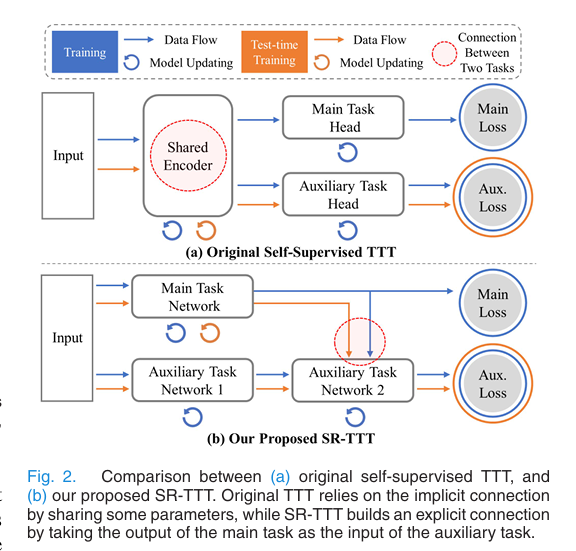 Training
Data Flow
Model Updating
Test-time
Training
Data Flow
Model Updating
Connection
Between
Two Tasks
Input
Shared
Encoder
Main Task
Head
Main
Loss
Auxiliary Task
Head
Aux.
Loss
(a) Original Self-Supervised TTT
Input
Main Task
Network
Main
Loss
Auxiliary Task
Network 1
Auxiliary Task
Network 2
Aux.
Loss
(b) Our Proposed SR-TTT
s
t
s
e
Fig. 2. Comparison between (a) original self-supervised TTT, and
(b) our proposed SR-TTT. Original TTT relies on the implicit connection
by sharing some parameters, while SR-TTT builds an explicit connection
by taking the output of the main task as the input of the auxiliary task.